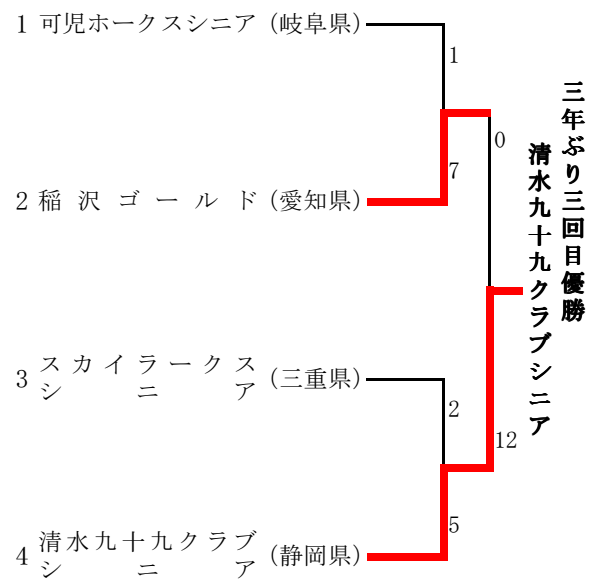 1 可児ホークスシニア (岐阜県)
1
7
2 稲沢ゴールド (愛知県)
0
3 スカイラークス
シニア (三重県)
2
12
5
4 清水九十九クラブ
シニア (静岡県)
三年ぶり三回目優勝
清水九十九クラブシニア